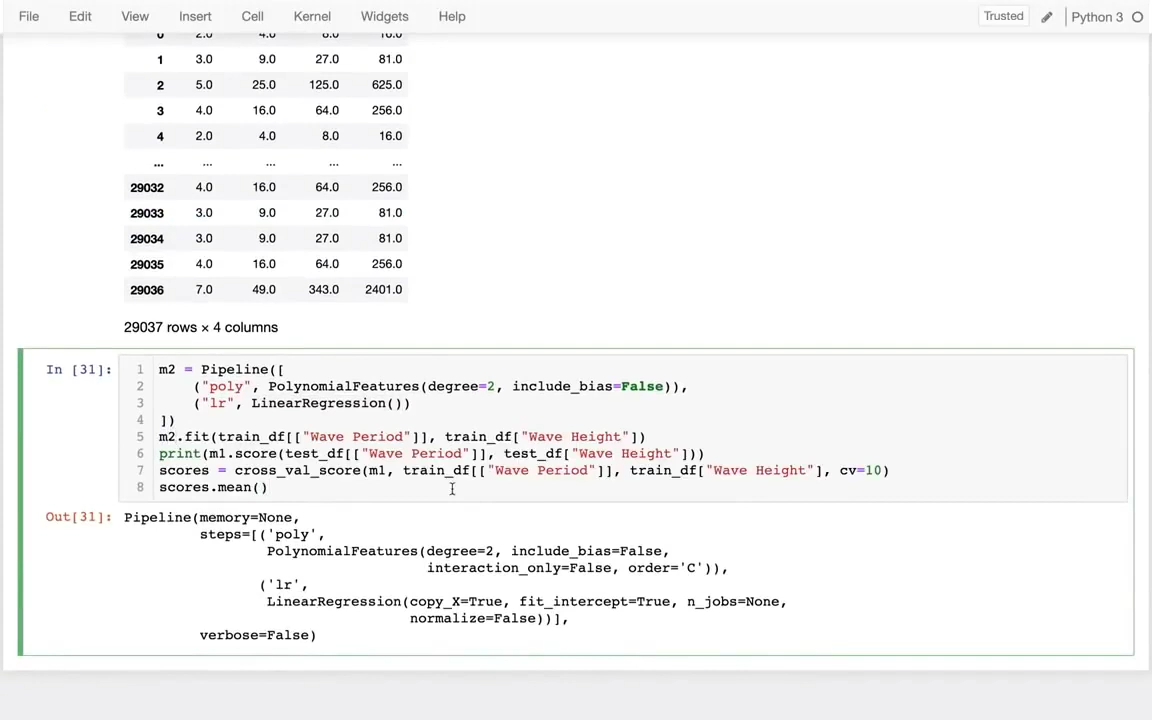 File Edit View Insert Cell Kernel Widgets Help Trusted Python 3
0 2.0 4.0 8.0 16.0
1 3.0 9.0 27.0 81.0
2 5.0 25.0 125.0 625.0
3 4.0 16.0 64.0 256.0
4 2.0 4.0 8.0 16.0
... ... ... ... ...
29032 4.0 16.0 64.0 256.0
29033 3.0 9.0 27.0 81.0
29034 3.0 9.0 27.0 81.0
29035 4.0 16.0 64.0 256.0
29036 7.0 49.0 343.0 2401.0
29037 rows × 4 columns
In [31]: 1 m2 = Pipeline([
2 ("poly", PolynomialFeatures(degree=2, include_bias=False)),
3 ("lr", LinearRegression())
4 ])
5 m2.fit(train_df[["Wave Period"]], train_df["Wave Height"])
6 print(m1.score(test_df[["Wave Period"]], test_df["Wave Height"]))
7 scores = cross_val_score(m1, train_df[["Wave Period"]], train_df["Wave Height"], cv=10)
8 scores.mean()
Out[31]: Pipeline(memory=None,
steps=[('poly',
PolynomialFeatures(degree=2, include_bias=False,
interaction_only=False, order='C')),
('lr',
LinearRegression(copy_X=True, fit_intercept=True, n_jobs=None,
normalize=False))],
verbose=False)